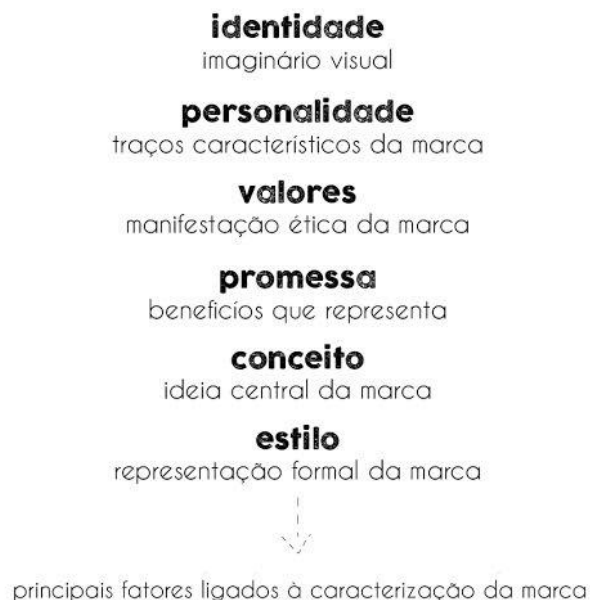 identidade
imaginário visual
personalidade
traços característicos da marca
valores
manifestação ética da marca
promessa
benefícios que representa
conceito
ideia central da marca
estilo
representação formal da marca
principais fatores ligados à caracterização da marca